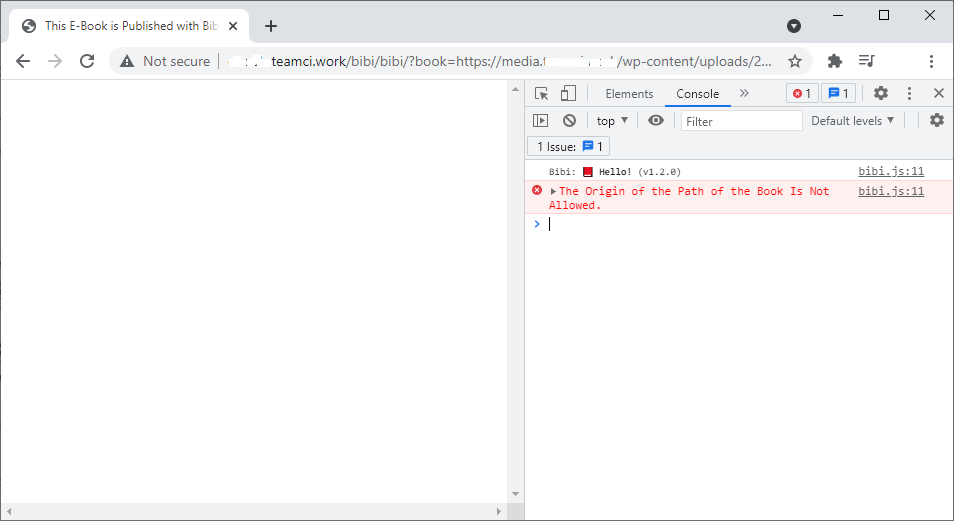 This E-Book is Published with Bib
Not secure teamci.work/bibi/bibi/?book=https://media. /wp-content/uploads/2...
Elements Console 1 1
top Filter Default levels
1 Issue: 1
Bibi: Hello! (v1.2.0) bibi.js:11
The Origin of the Path of the Book Is Not bibi.js:11
Allowed.